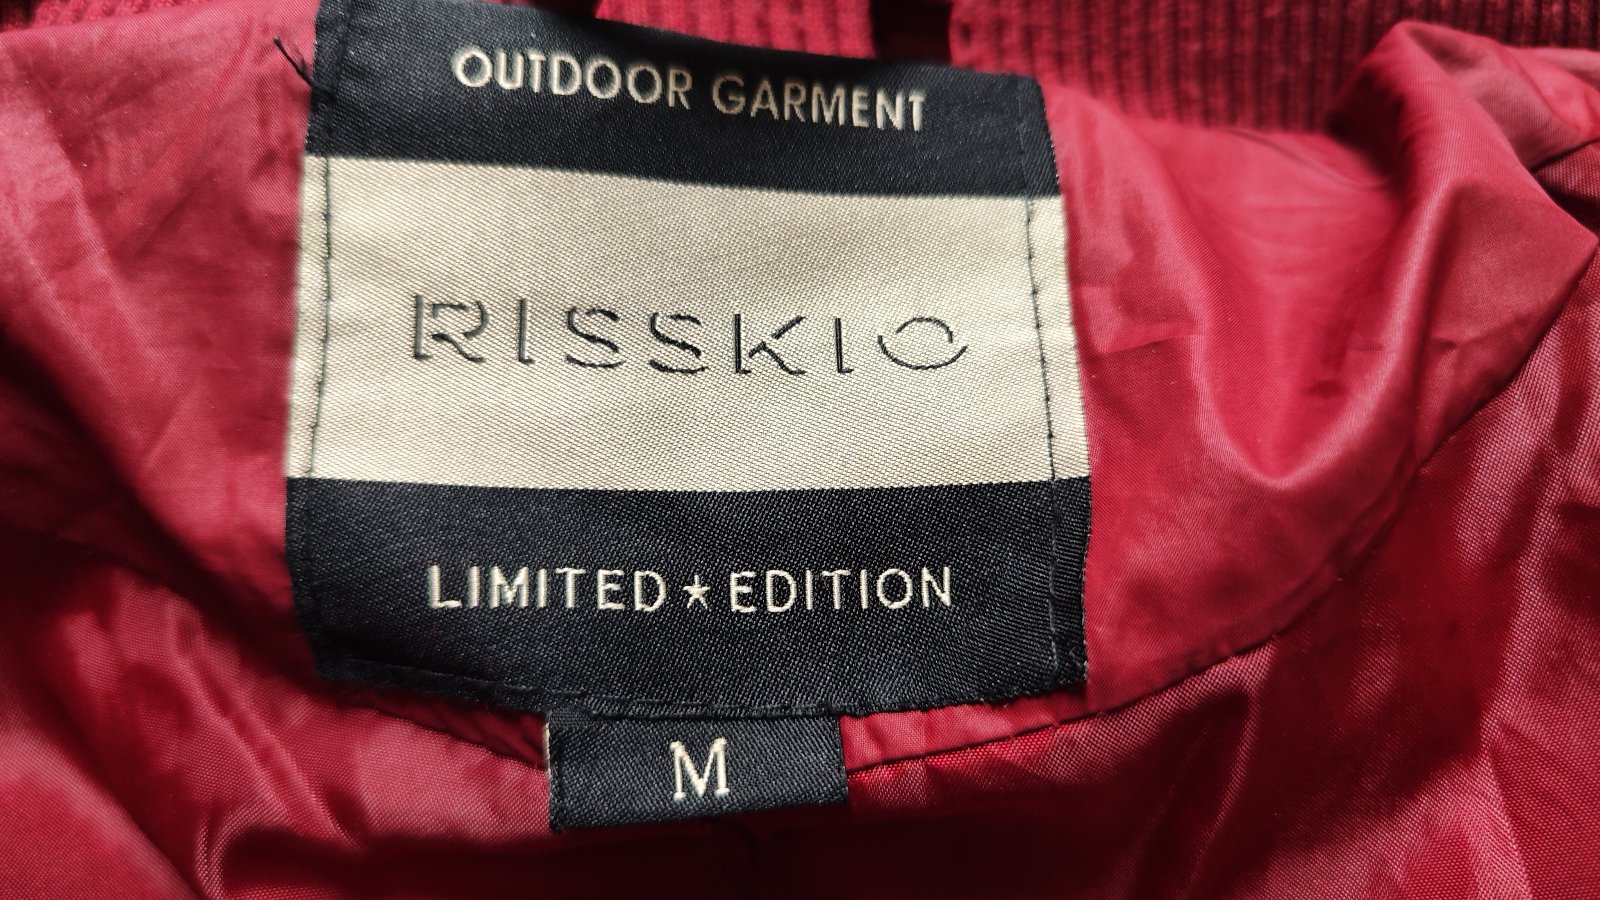 OUTDOOR GARMENT
RISSKIO
LIMITED ★ EDITION
M